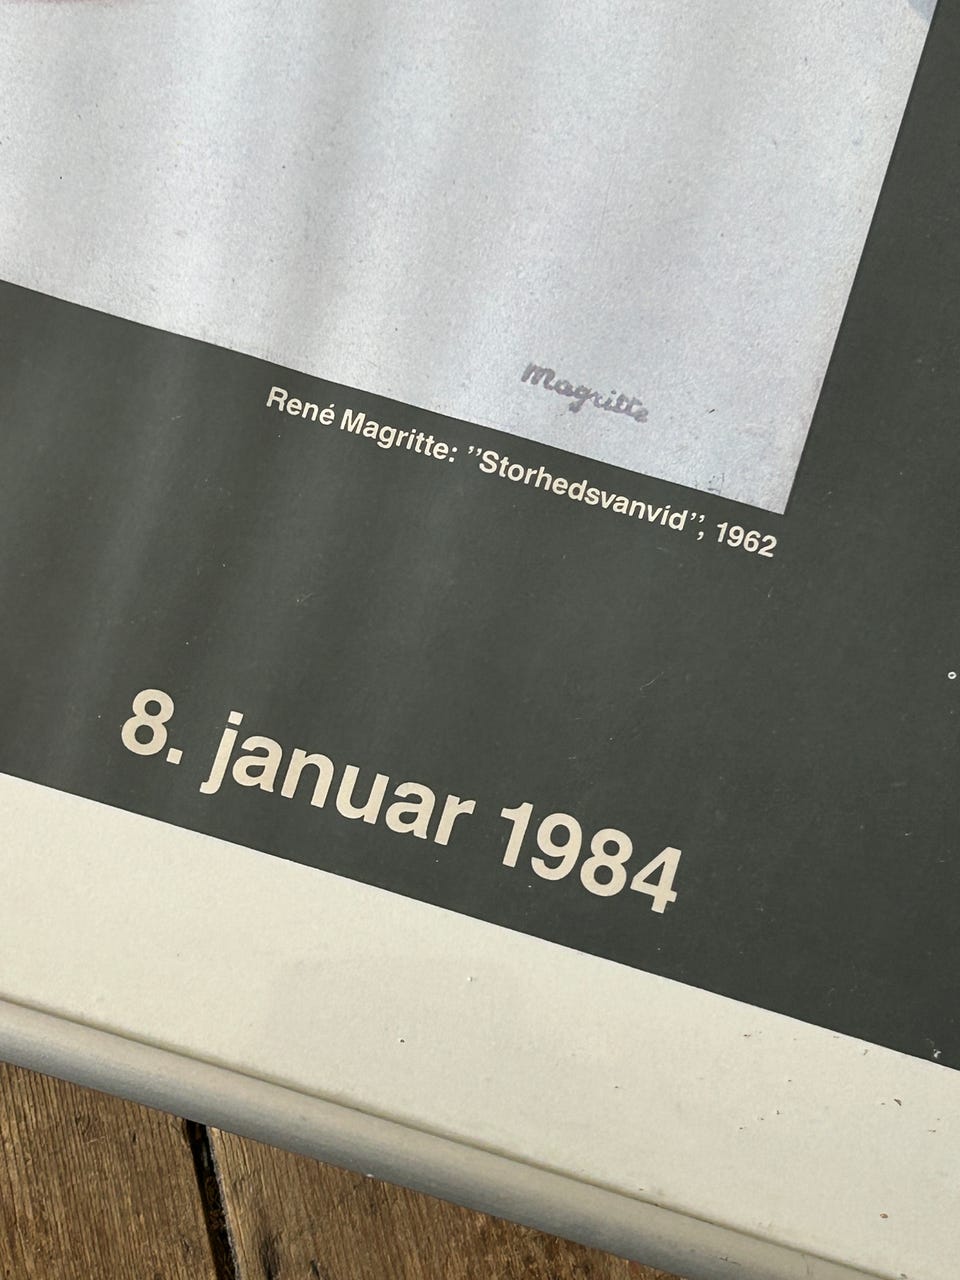 Magritte
René Magritte: ”Storhedsvanvid”, 1962
8. januar 1984